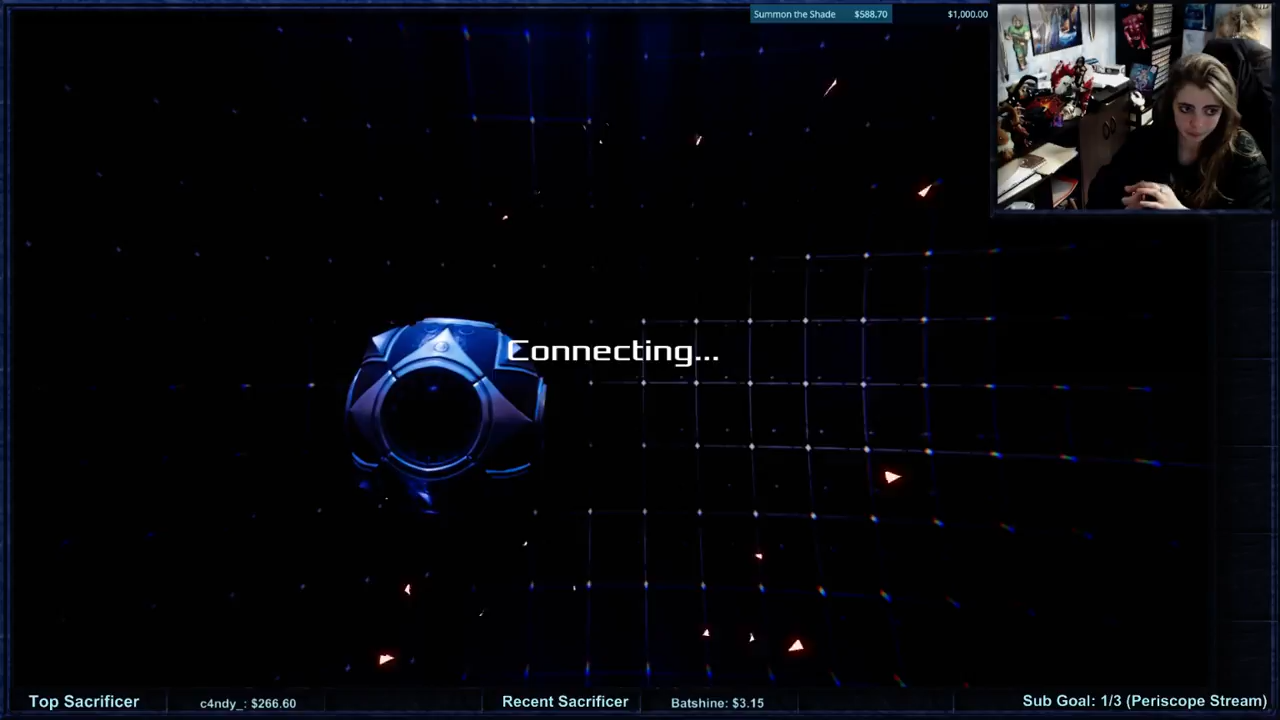 Summon the Shade $588.70 $1,000.00
Connecting...
Top Sacrificer c4ndy_: $266.60 Recent Sacrificer Batshine: $3.15 Sub Goal: 1/3 (Periscope Stream)